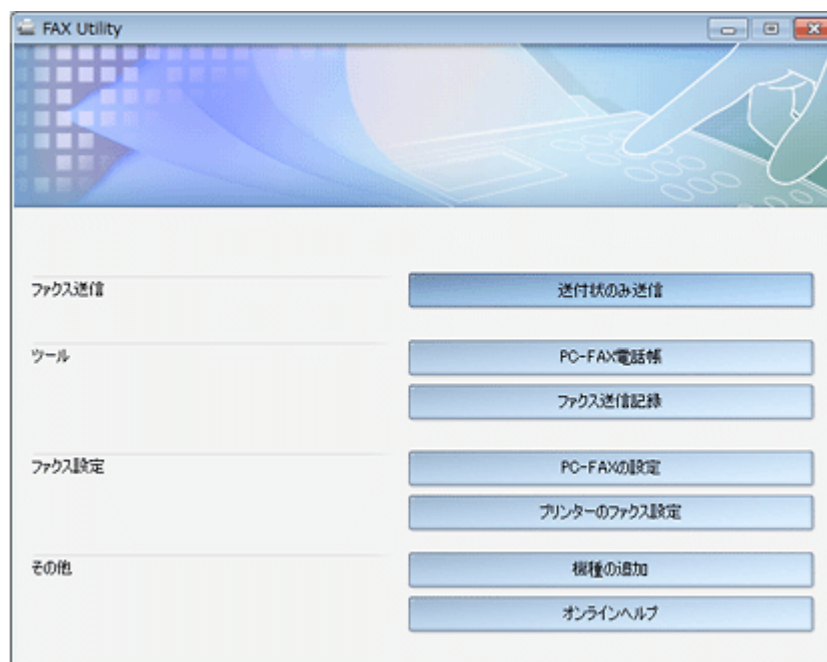 FAX Utility
ファクス送信
送付状のみ送信
ツール
PC-FAX電話帳
ファクス送信記録
ファクス設定
PC-FAXの設定
プリンターのファクス設定
その他
機種の追加
オンラインヘルプ